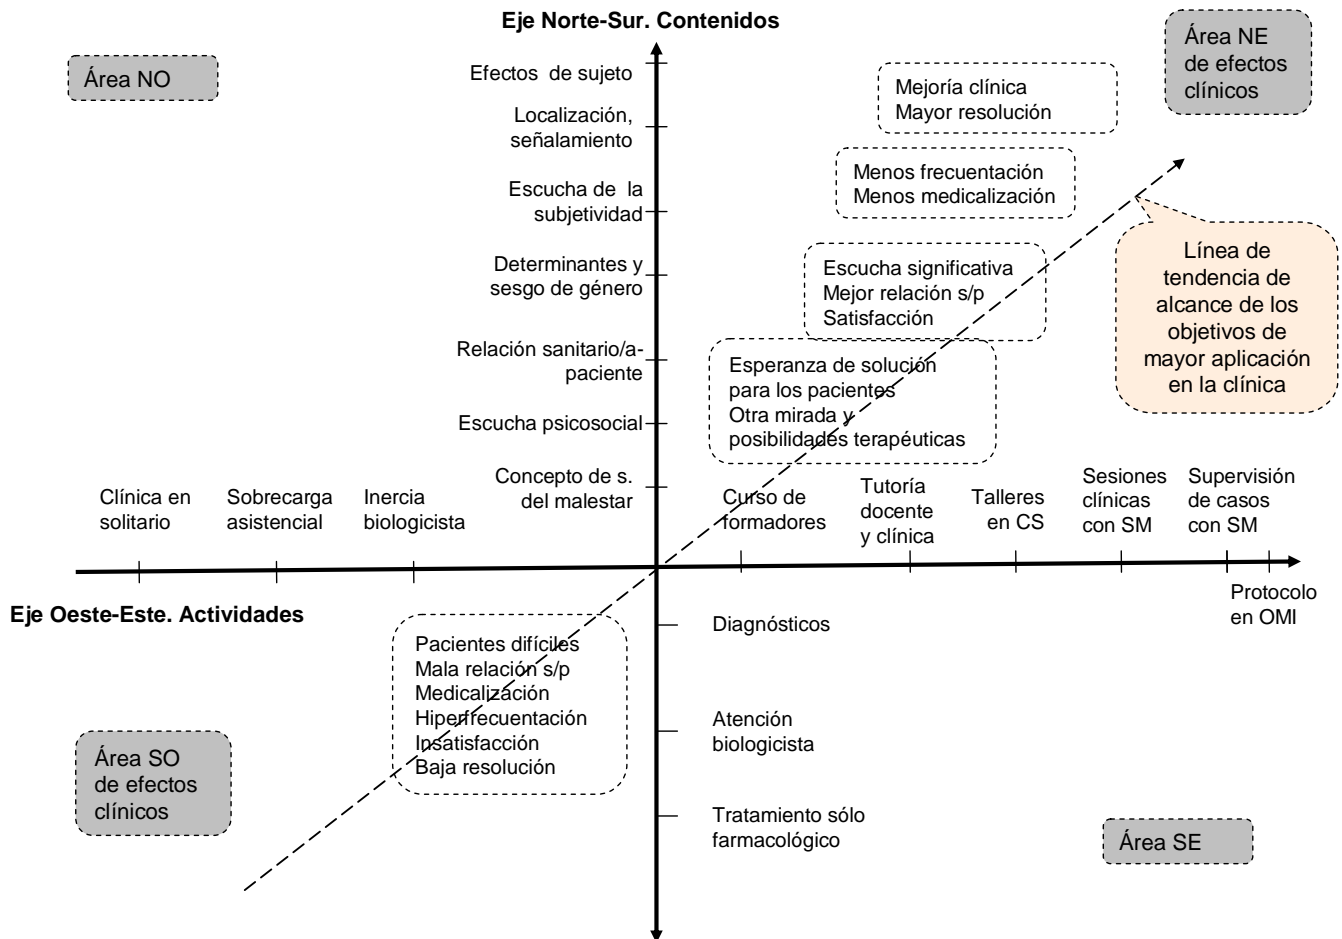 Eje Norte-Sur. Contenidos
Área NO
Área NE
de efectos
clínicos
Efectos de sujeto
Localización,
señalamiento
Escucha de la
subjetividad
Determinantes y
sesgo de género
Relación sanitario/a-
paciente
Escucha psicosocial
Concepto de s.
del malestar
Mejoría clínica
Mayor resolución
Menos frecuentación
Menos medicalización
Escucha significativa
Mejor relación s/p
Satisfacción
Esperanza de solución
para los pacientes
Otra mirada y
posibilidades terapéuticas
Línea de
tendencia de
alcance de los
objetivos de
mayor aplicación
en la clínica
Clínica en
solitario
Sobrecarga
asistencial
Inercia
biologicista
Curso de
formadores
Tutoría
docente
y clínica
Talleres
en CS
Sesiones
clínicas
con SM
Supervisión
de casos
con SM
Protocolo
en OMI
Eje Oeste-Este. Actividades
Pacientes difíciles
Mala relación s/p
Medicalización
Hiperfrecuentación
Insatisfacción
Baja resolución
Diagnósticos
Atención
biologicista
Tratamiento sólo
farmacológico
Área SO
de efectos
clínicos
Área SE